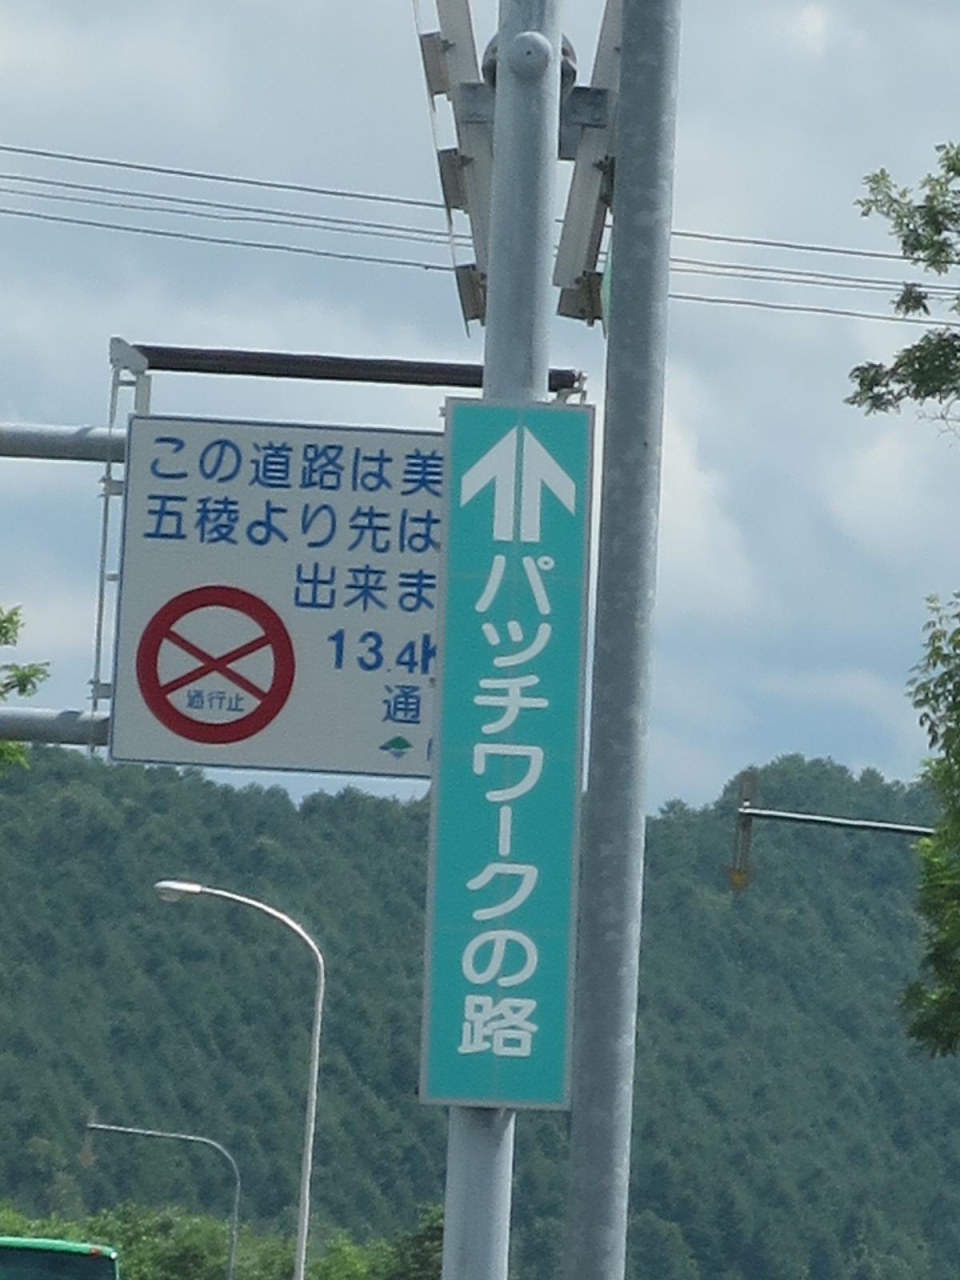 この道路は美
五稜より先は
出来ま
13.4K
通
通行止
パッチワークの路